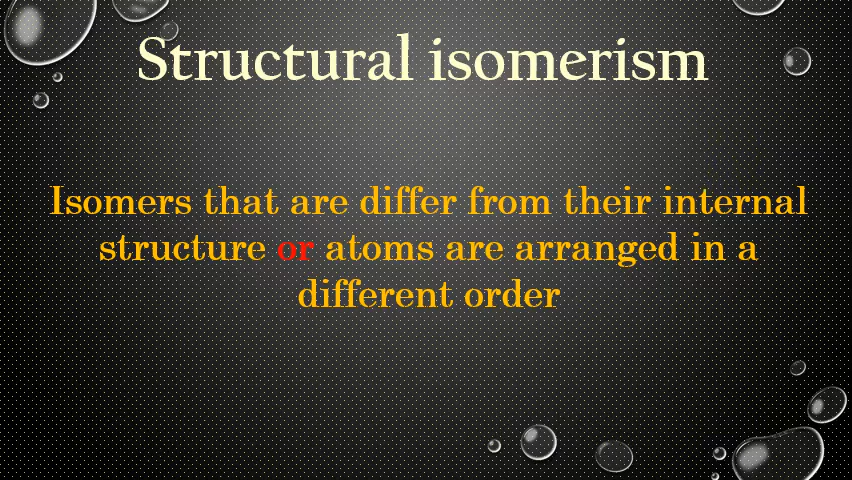 Structural isomerism
Isomers that are differ from their internal
structure or atoms are arranged in a
different order